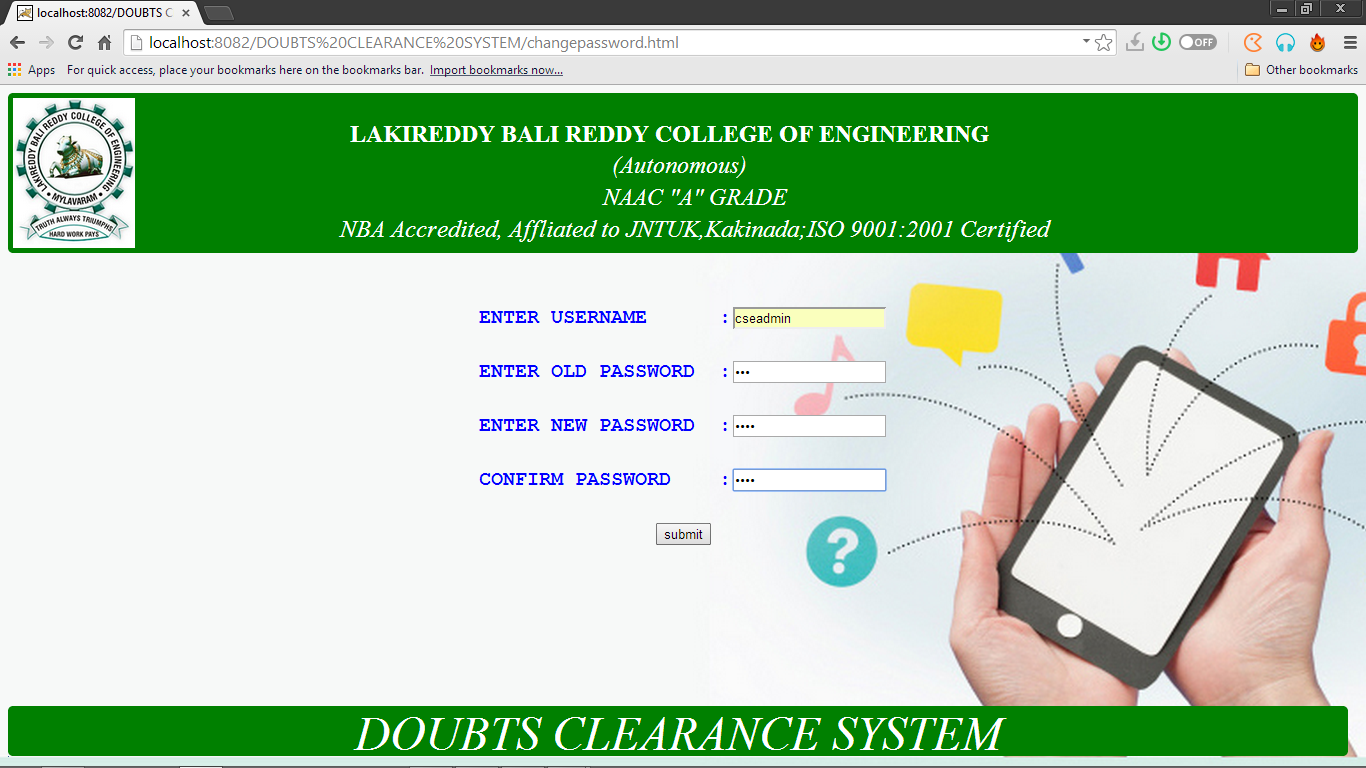 localhost:8082/DOUBTS C
localhost:8082/DOUBTS%20CLEARANCE%20SYSTEM/changepassword.html
OFF
Apps For quick access, place your bookmarks here on the bookmarks bar. Import bookmarks now... Other bookmarks
LAKIREDDY BALI REDDY COLLEGE OF ENGINEERING
MYLAVARAM
TRUTH ALWAYS TRIUMPHS
HARD WORK PAYS
LAKIREDDY BALI REDDY COLLEGE OF ENGINEERING
(Autonomous)
NAAC "A" GRADE
NBA Accredited, Affliated to JNTUK,Kakinada;ISO 9001:2001 Certified
ENTER USERNAME : cseadmin
ENTER OLD PASSWORD : •••
ENTER NEW PASSWORD : ••••
CONFIRM PASSWORD : ••••
submit
?
DOUBTS CLEARANCE SYSTEM